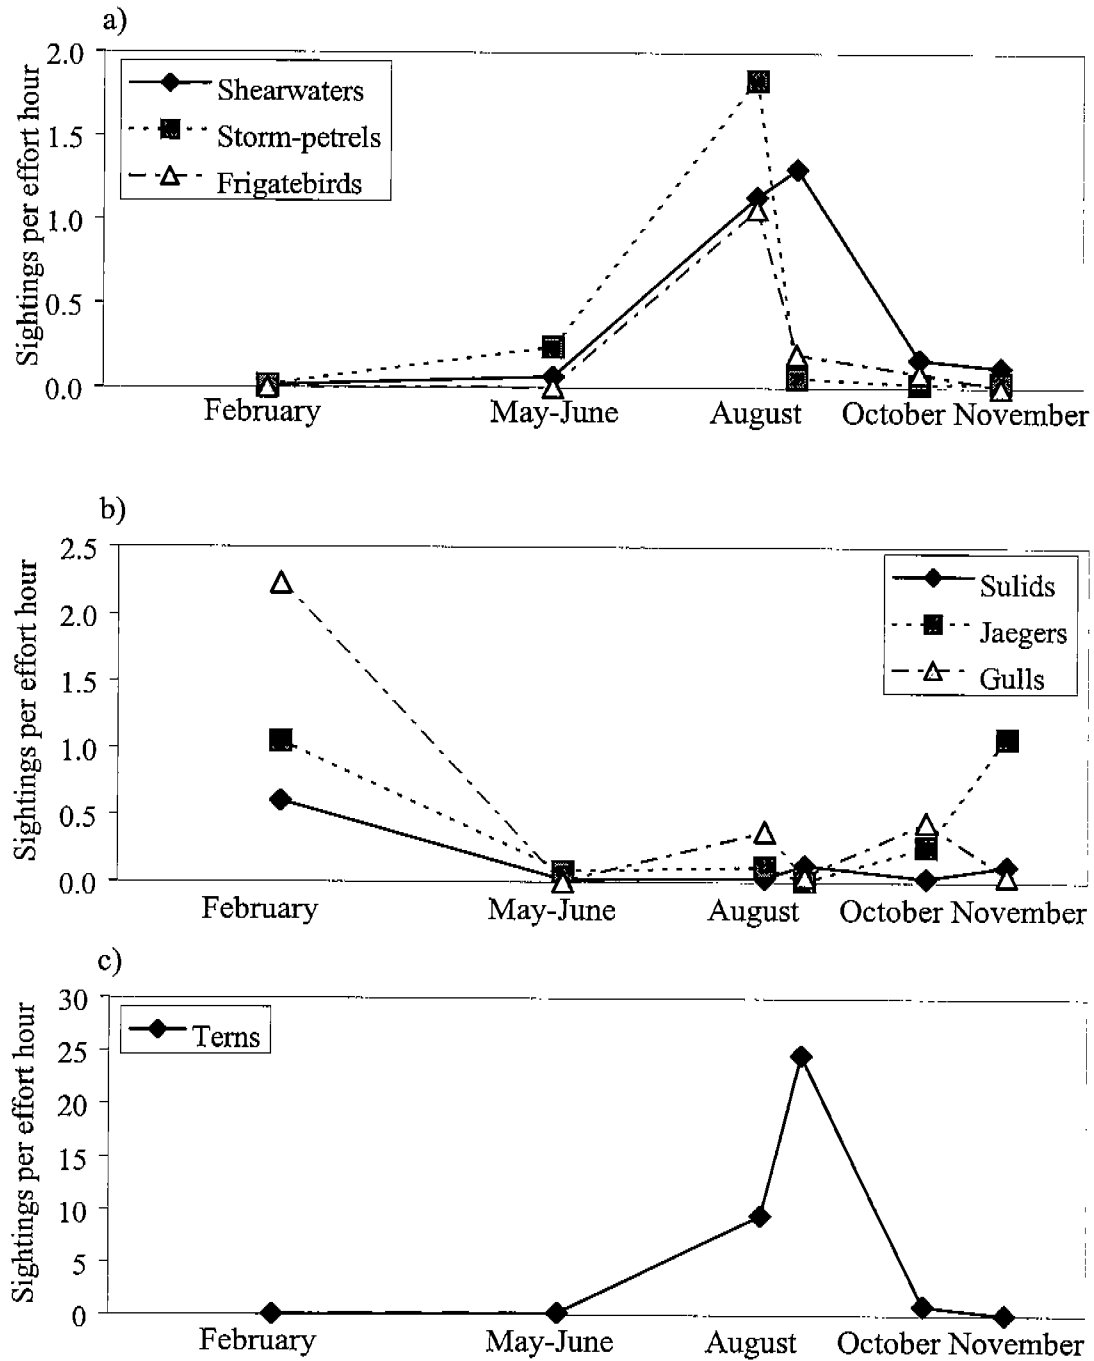 a)
Sightings per effort hour
2.0
1.5
1.0
0.5
0.0
Shearwaters
Storm-petrels
Frigatebirds
February May-June August October November
b)
Sightings per effort hour
2.5
2.0
1.5
1.0
0.5
0.0
Sulids
Jaegers
Gulls
February May-June August October November
c)
Sightings per effort hour
30
25
20
15
10
5
0
Terns
February May-June August October November